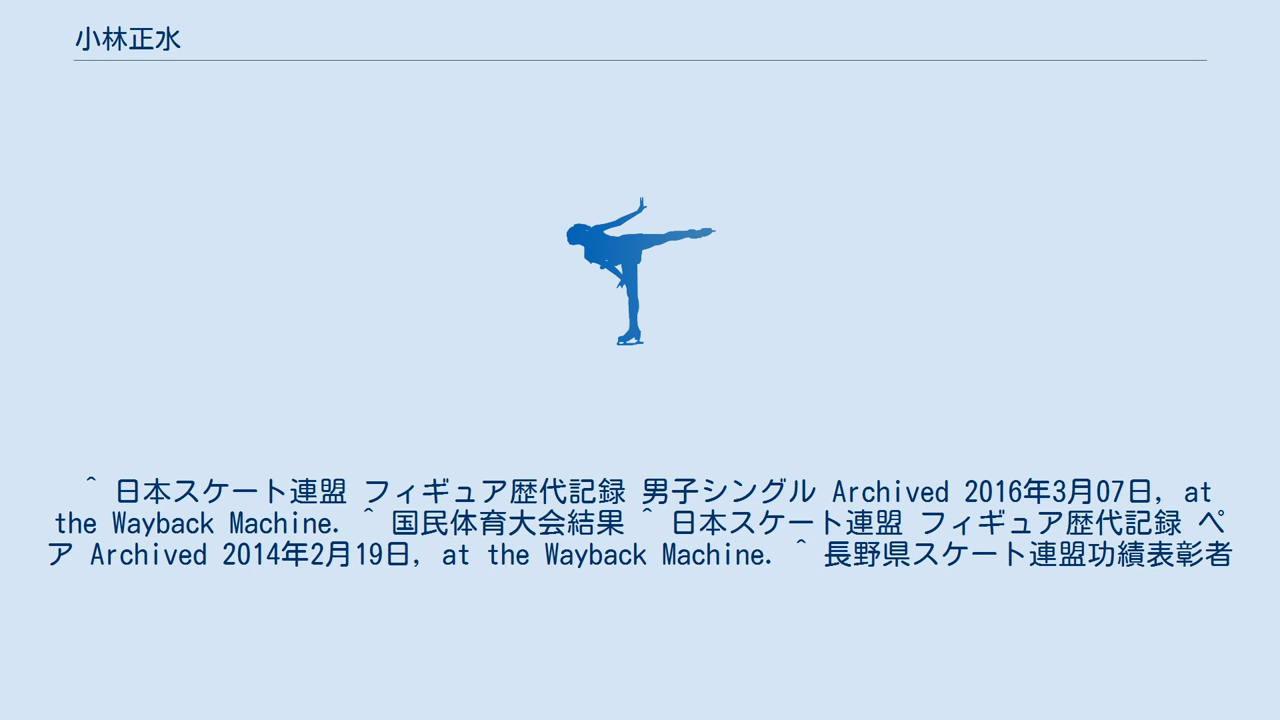 小林正水
^ 日本スケート連盟 フィギュア歴代記録 男子シングル Archived 2016年3月07日, at
the Wayback Machine. ^ 国民体育大会結果 ^ 日本スケート連盟 フィギュア歴代記録 ペ
ア Archived 2014年2月19日, at the Wayback Machine. ^ 長野県スケート連盟功績表彰者